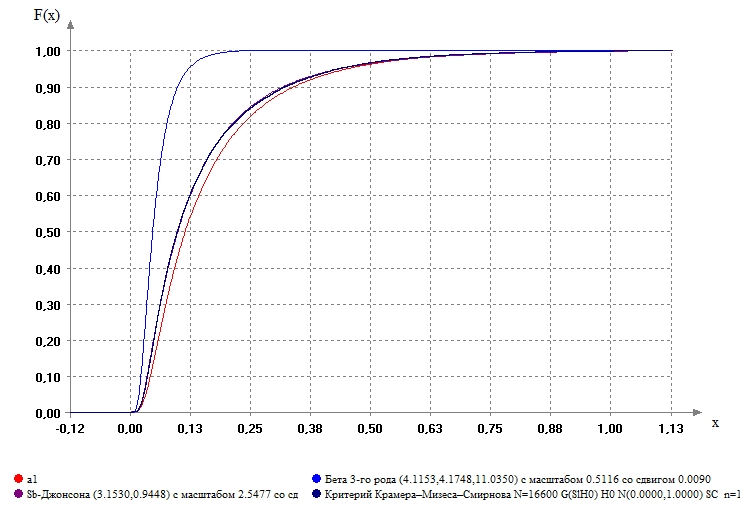 F(x)
1,00
0,90
0,80
0,70
0,60
0,50
0,40
0,30
0,20
0,10
0,00
-0,12 0,00 0,13 0,25 0,38 0,50 0,63 0,75 0,88 1,00 1,13
x
a1 Бета 3-го рода (4.1153,4.1748,11.0350) с масштабом 0.5116 со сдвигом 0.0090
Sb-Джонсона (3.1530,0.9448) с масштабом 2.5477 со сд Критерий Крамера–Мизеса–Смирнова N=16600 G(S|H0) H0 N(0.0000,1.0000) SC n=1